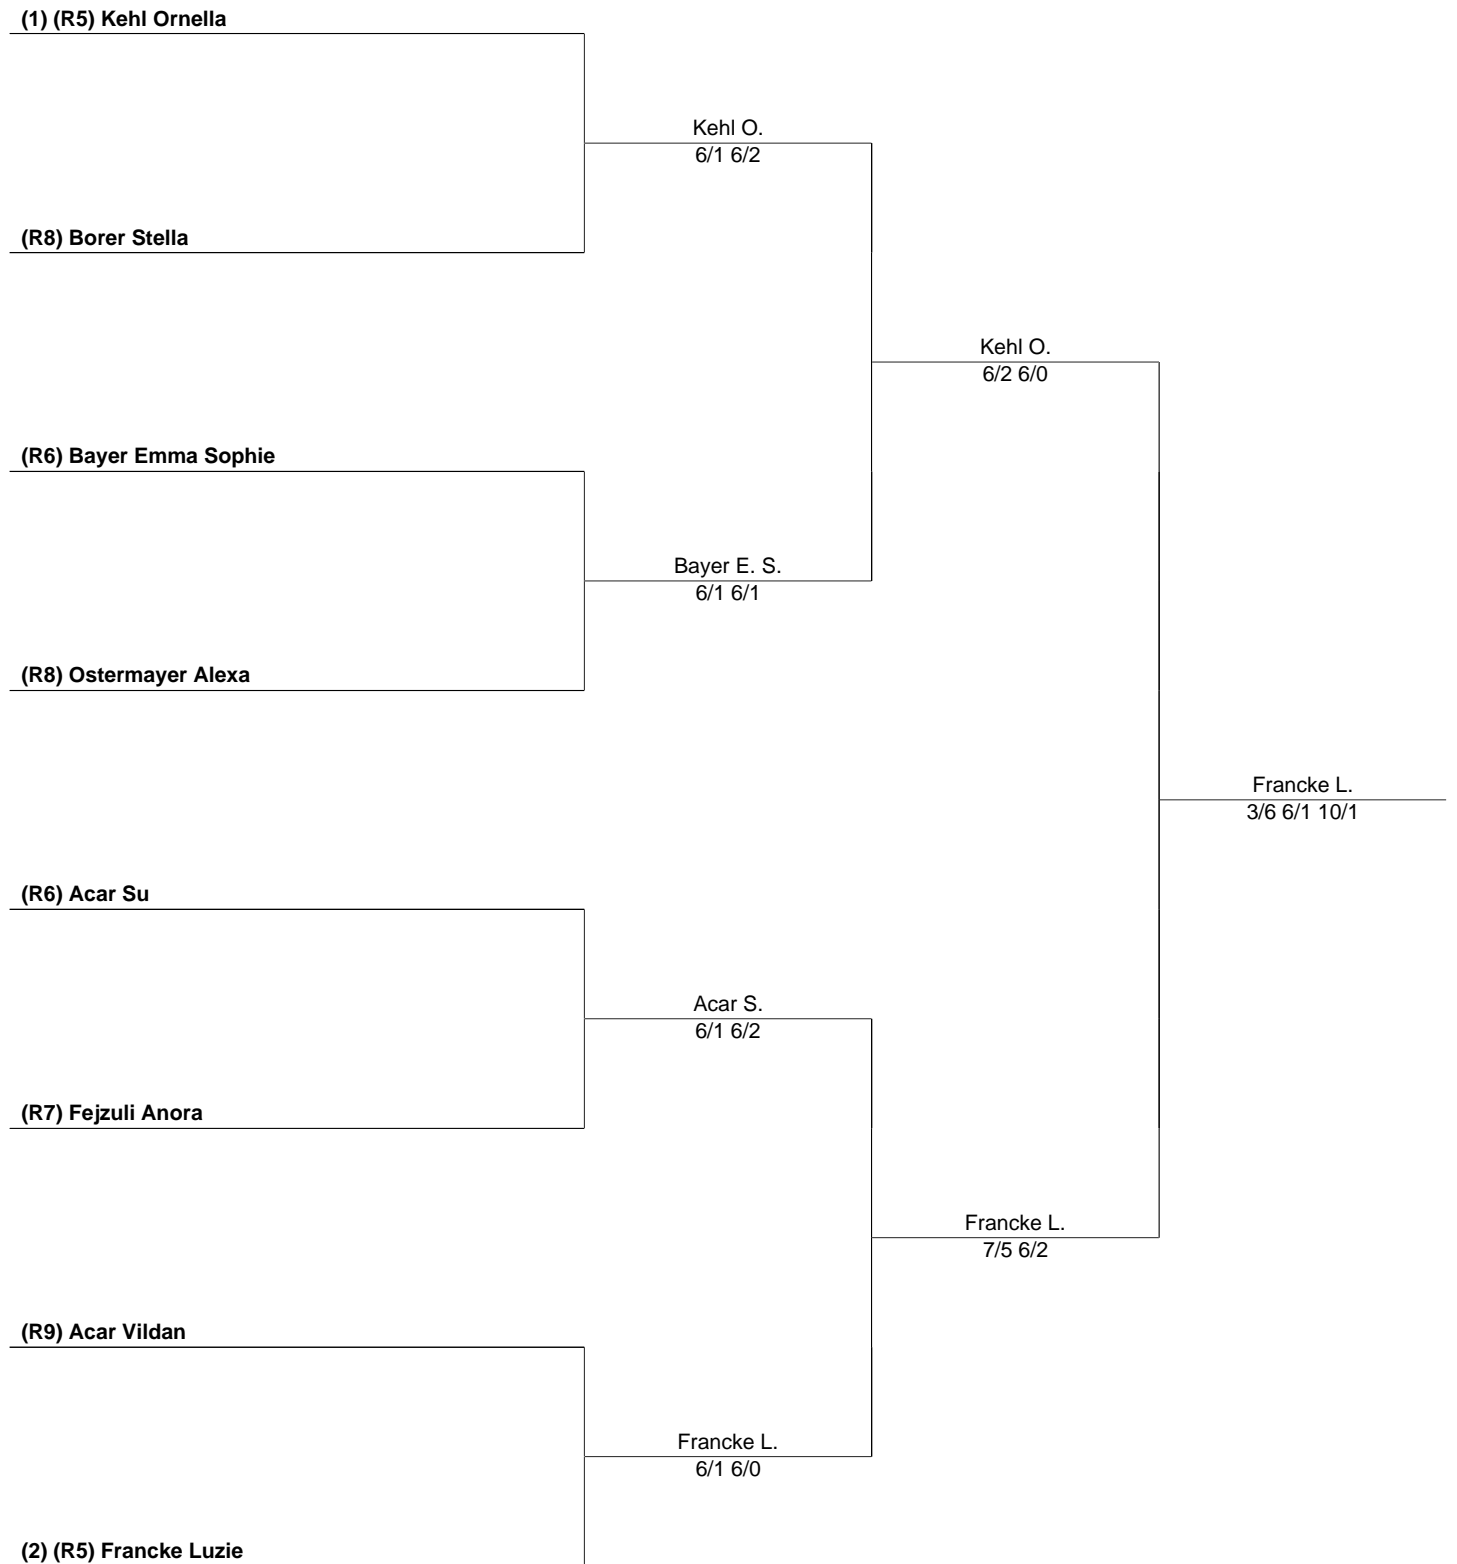 (1) (R5) Kehl Ornella
Kehl O.
6/1 6/2
(R8) Borer Stella
Kehl O.
6/2 6/0
(R6) Bayer Emma Sophie
Bayer E. S.
6/1 6/1
(R8) Ostermayer Alexa
Francke L.
3/6 6/1 10/1
(R6) Acar Su
Acar S.
6/1 6/2
(R7) Fejzuli Anora
Francke L.
7/5 6/2
(R9) Acar Vildan
Francke L.
6/1 6/0
(2) (R5) Francke Luzie